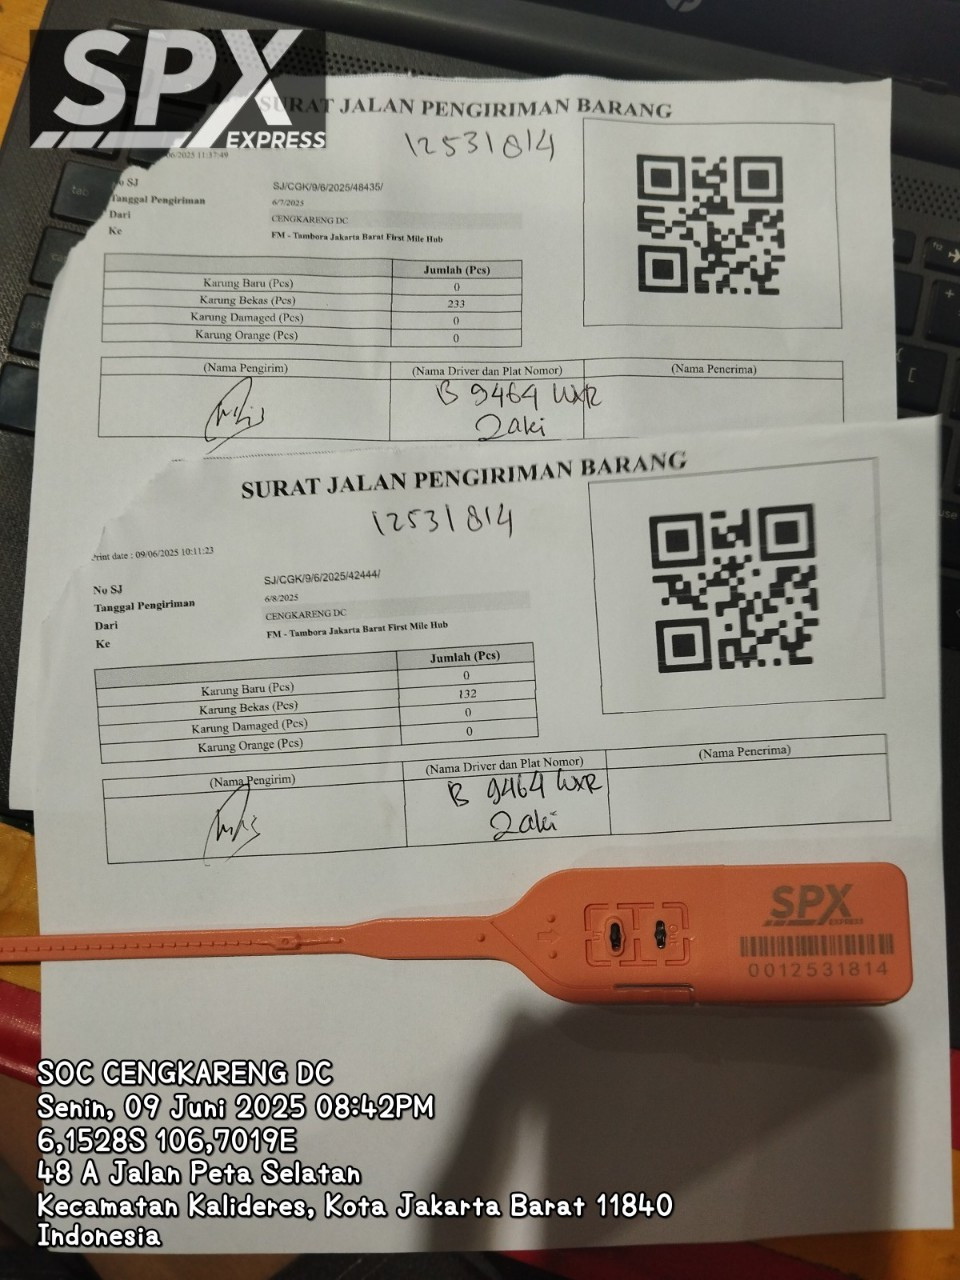 SPX
EXPRESS
SURAT JALAN PENGIRIMAN BARANG
12531814
06/2025 11:37:49
No SJ SJ/CGK/9/6/2025/48435/
Tanggal Pengiriman 6/7/2025
Dari CENGKARENG DC
Ke FM - Tambora Jakarta Barat First Mile Hub
Jumlah (Pcs)
Karung Baru (Pcs) 0
Karung Bekas (Pcs) 233
Karung Damaged (Pcs) 0
Karung Orange (Pcs) 0
(Nama Pengirim) (Nama Driver dan Plat Nomor) (Nama Penerima)
B 9464 WXR
Zaki
SURAT JALAN PENGIRIMAN BARANG
12531814
Print date : 09/06/2025 10:11:23
No SJ SJ/CGK/9/6/2025/42444/
Tanggal Pengiriman 6/8/2025
Dari CENGKARENG DC
Ke FM - Tambora Jakarta Barat First Mile Hub
Jumlah (Pcs)
Karung Baru (Pcs) 0
Karung Bekas (Pcs) 132
Karung Damaged (Pcs) 0
Karung Orange (Pcs) 0
(Nama Pengirim) (Nama Driver dan Plat Nomor) (Nama Penerima)
B 9464 WXR
Zaki
SPX
EXPRESS
0012531814
SOC CENGKARENG DC
Senin, 09 Juni 2025 08:42PM
6,1528S 106,7019E
48 A Jalan Peta Selatan
Kecamatan Kalideres, Kota Jakarta Barat 11840
Indonesia